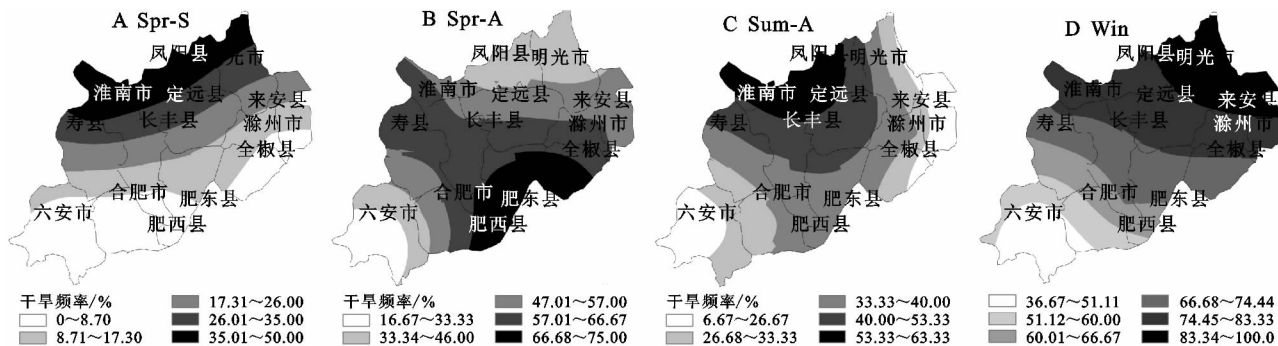 A Spr-S
凤阳县
光市
淮南市 定远县
来安县
寿县 长丰县 滁州市
全椒县
合肥市 肥东县
六安市
肥西县
干旱频率/%
0～8.70
8.71～17.30
17.31～26.00
26.01～35.00
35.01～50.00
B Spr-A
凤阳县
明光市
淮南市 定远县
来安县
寿县 长丰县 滁州市
全椒县
合肥市 肥东县
六安市
肥西县
干旱频率/%
16.67～33.33
33.34～46.00
47.01～57.00
57.01～66.67
66.68～75.00
C Sum-A
凤阳县
明光市
淮南市 定远县
来安县
寿县 长丰县 滁州市
全椒县
合肥市 肥东县
六安市
肥西县
干旱频率/%
6.67～26.67
26.68～33.33
33.33～40.00
40.00～53.33
53.33～63.33
D Win
凤阳县
明光市
淮南市 定远县
来安县
寿县 长丰县 滁州市
全椒县
合肥市 肥东县
六安市
肥西县
36.67～51.11
51.12～60.00
60.01～66.67
66.68～74.44
74.45～83.33
83.34～100.0